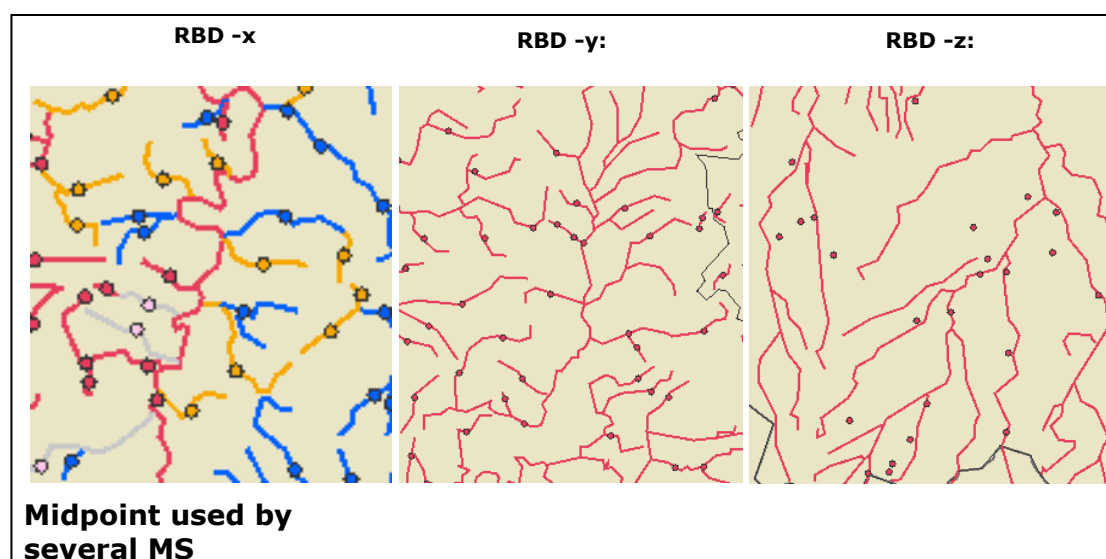 RBD -x
RBD -y:
RBD -z:
Midpoint used by
several MS